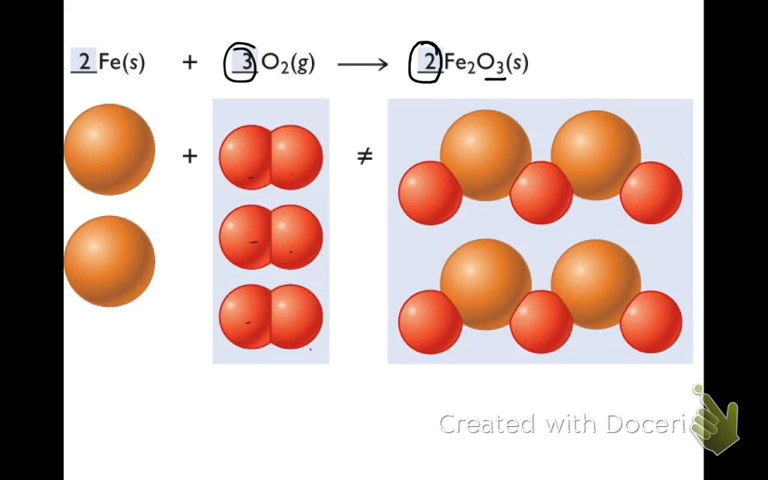 2 Fe(s) + 3 O₂(g) ⟶ 2 Fe₂O₃(s)
+ ≠
Created with Doceri